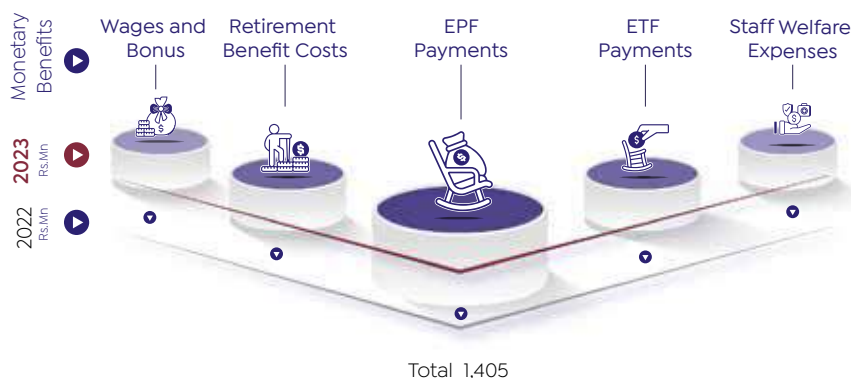 Monetary
Benefits
Wages and
Bonus
Retirement
Benefit Costs
EPF
Payments
ETF
Payments
Staff Welfare
Expenses
2023
Rs.Mn
2022
Rs.Mn
Total 1,405